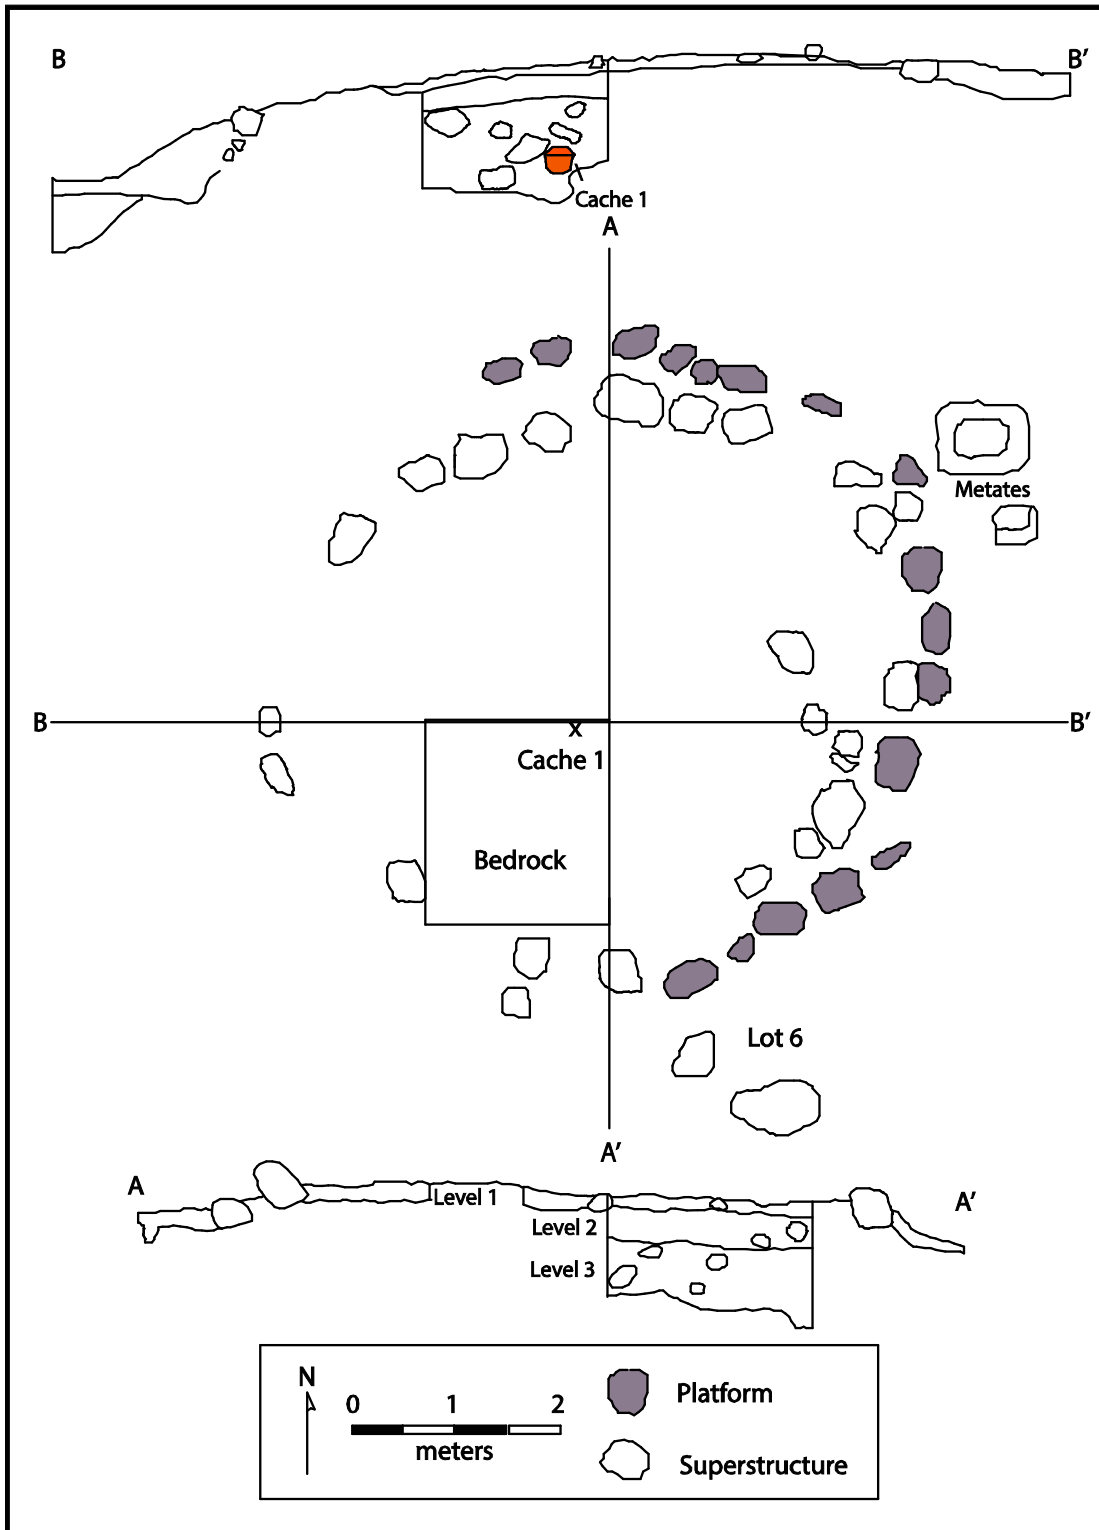 B
B'
Cache 1
A
Metates
B
B'
x
Cache 1
Bedrock
Lot 6
A'
A
A'
Level 1
Level 2
Level 3
N
0 1 2
meters
Platform
Superstructure